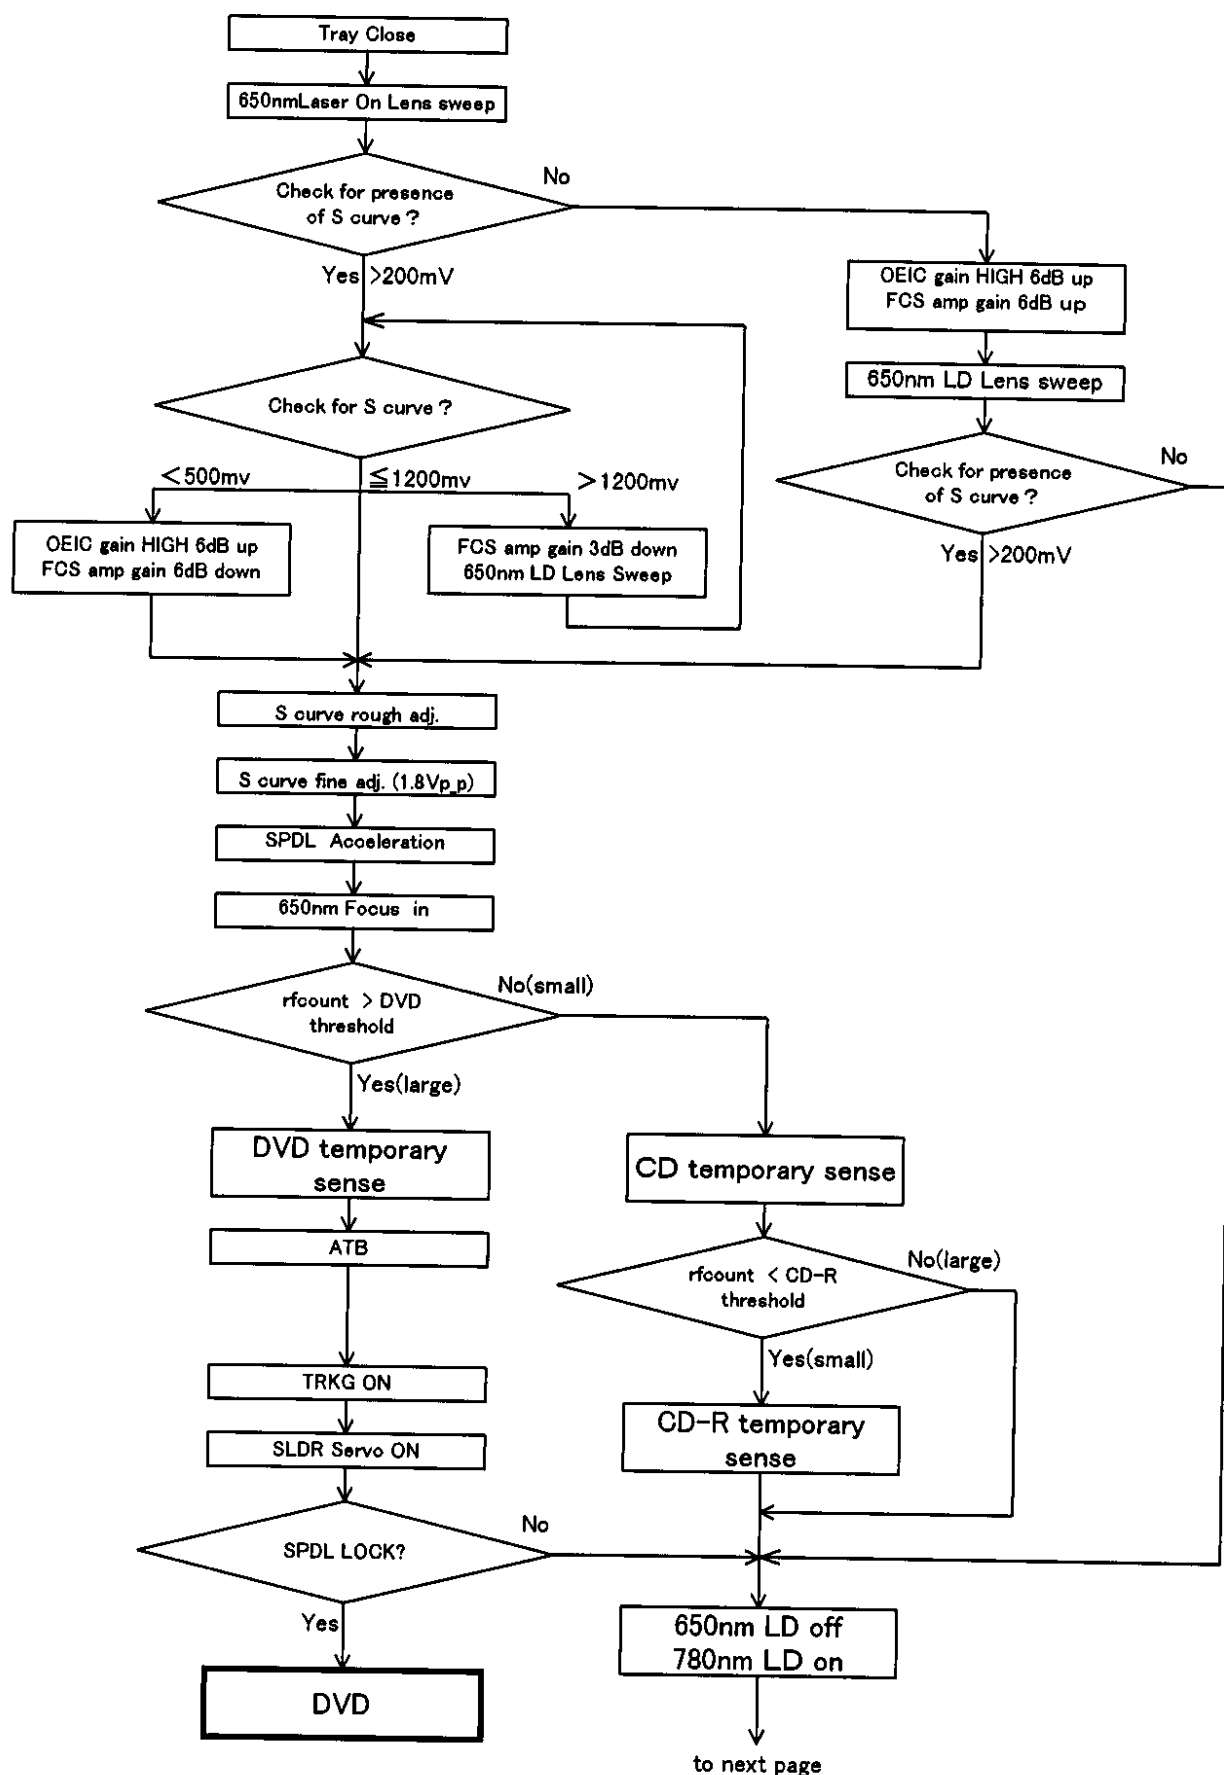 Tray Close
650nmLaser On Lens sweep
Check for presence
of S curve ?
No
Yes >200mV
OEIC gain HIGH 6dB up
FCS amp gain 6dB up
650nm LD Lens sweep
Check for S curve ?
Check for presence
of S curve ?
No
Yes >200mV
<500mv
≦1200mv
>1200mv
OEIC gain HIGH 6dB up
FCS amp gain 6dB down
FCS amp gain 3dB down
650nm LD Lens Sweep
S curve rough adj.
S curve fine adj. (1.8Vp_p)
SPDL Acceleration
650nm Focus in
rfcount > DVD
threshold
No(small)
Yes(large)
DVD temporary
sense
CD temporary sense
ATB
rfcount < CD-R
threshold
No(large)
Yes(small)
TRKG ON
CD-R temporary
sense
SLDR Servo ON
SPDL LOCK?
No
Yes
650nm LD off
780nm LD on
DVD
to next page